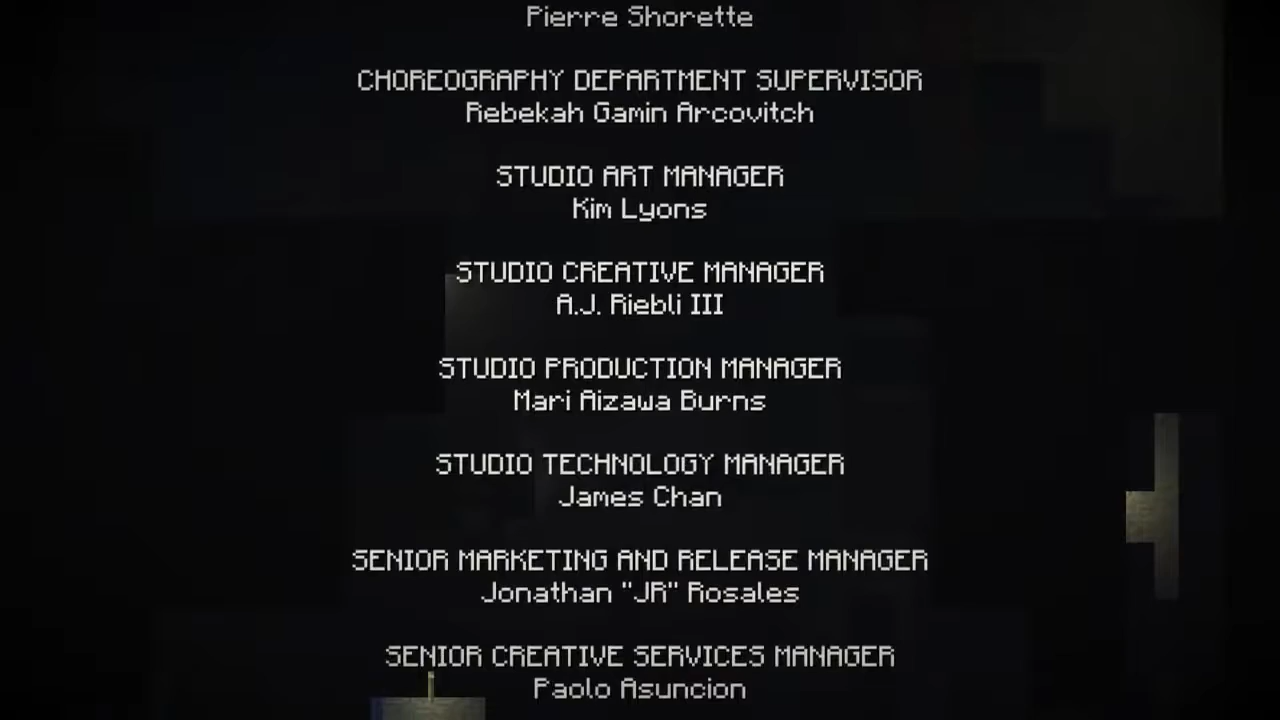 Pierre Shorette
CHOREOGRAPHY DEPARTMENT SUPERVISOR
Rebekah Gamin Arcovitch
STUDIO ART MANAGER
Kim Lyons
STUDIO CREATIVE MANAGER
A.J. Riebli III
STUDIO PRODUCTION MANAGER
Mari Aizawa Burns
STUDIO TECHNOLOGY MANAGER
James Chan
SENIOR MARKETING AND RELEASE MANAGER
Jonathan "JR" Rosales
SENIOR CREATIVE SERVICES MANAGER
Paolo Asuncion